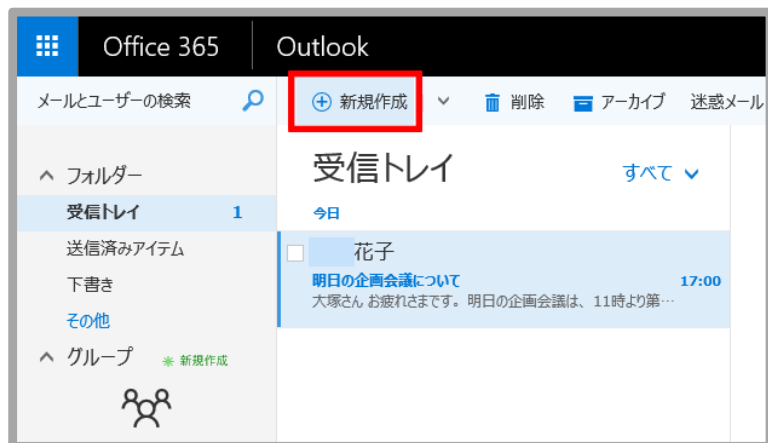 Office 365 Outlook
メールとユーザーの検索 新規作成 削除 アーカイブ 迷惑メール
フォルダー
受信トレイ 1
送信済みアイテム
下書き
その他
グループ 新規作成
受信トレイ すべて
今日
花子
明日の企画会議について 17:00
大塚さん お疲れさまです。明日の企画会議は、11時より第…